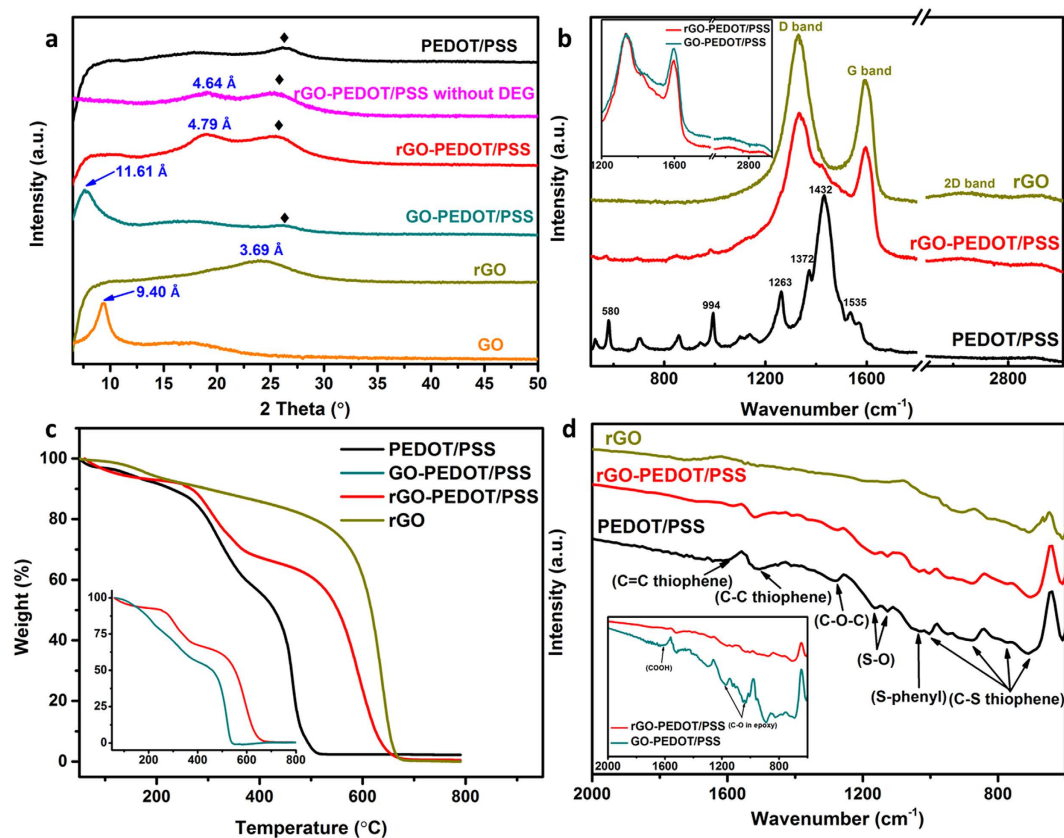 a
PEDOT/PSS
♦
4.64 Å
♦
rGO-PEDOT/PSS without DEG
4.79 Å
♦
rGO-PEDOT/PSS
11.61 Å
♦
GO-PEDOT/PSS
3.69 Å
rGO
9.40 Å
GO
Intensity (a.u.)
10 15 20 25 30 35 40 45 50
2 Theta (°)
b
rGO-PEDOT/PSS
GO-PEDOT/PSS
1200 1600 2800
D band
G band
2D band
rGO
rGO-PEDOT/PSS
1432
1372
1263
1535
580
994
PEDOT/PSS
Intensity (a.u.)
800 1200 1600 2800
Wavenumber (cm⁻¹)
c
PEDOT/PSS
GO-PEDOT/PSS
rGO-PEDOT/PSS
rGO
Weight (%)
100
80
60
40
20
0
100
75
50
25
0
200 400 600 800
200 400 600 800
Temperature (°C)
d
rGO
rGO-PEDOT/PSS
PEDOT/PSS
(C=C thiophene)
(C-C thiophene)
(C-O-C)
(S-O)
(S-phenyl)
(C-S thiophene)
(COOH)
(C-O in epoxy)
rGO-PEDOT/PSS
GO-PEDOT/PSS
1600 1200 800
Intensity (a.u.)
2000 1600 1200 800
Wavenumber (cm⁻¹)